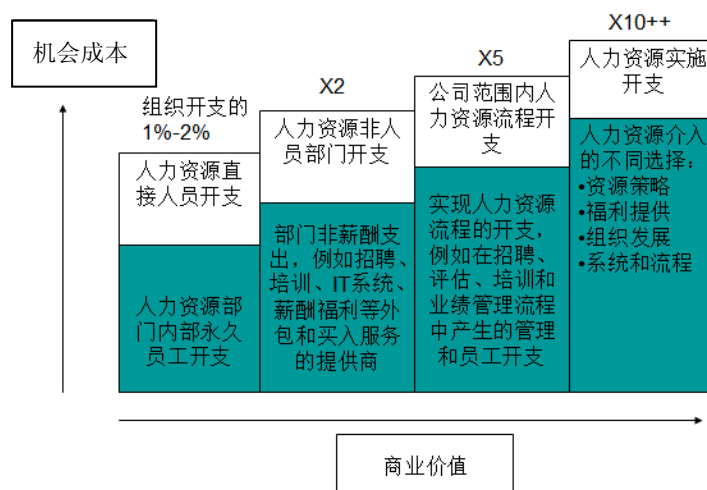 机会成本
组织开支的
1%-2%
人力资源直
接人员开支
人力资源部
门内部永久
员工开支
X2
人力资源非人
员部门开支
部门非薪酬支
出，例如招聘、
培训、IT系统、
薪酬福利等外
包和买入服务
的提供商
X5
公司范围内人
力资源流程开
支
实现人力资源
流程的开支，
例如在招聘、
评估、培训和
业绩管理流程
中产生的管理
和员工开支
X10++
人力资源实施
开支
人力资源介入
的不同选择：
•资源策略
•福利提供
•组织发展
•系统和流程
商业价值